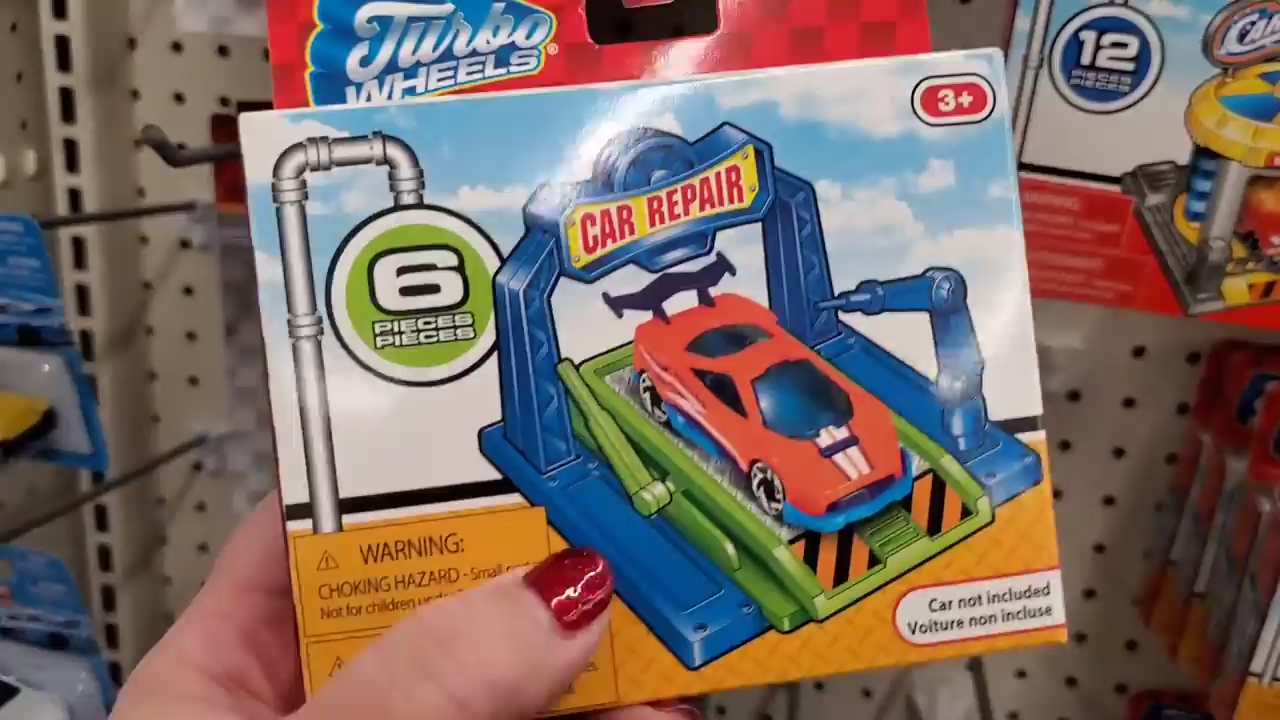 Turbo
WHEELS®
3+
CAR REPAIR
6
PIECES
PIÈCES
WARNING:
CHOKING HAZARD - Small
Not for children
Car not included
Voiture non incluse
12
PIECES
PIÈCES
WARNING